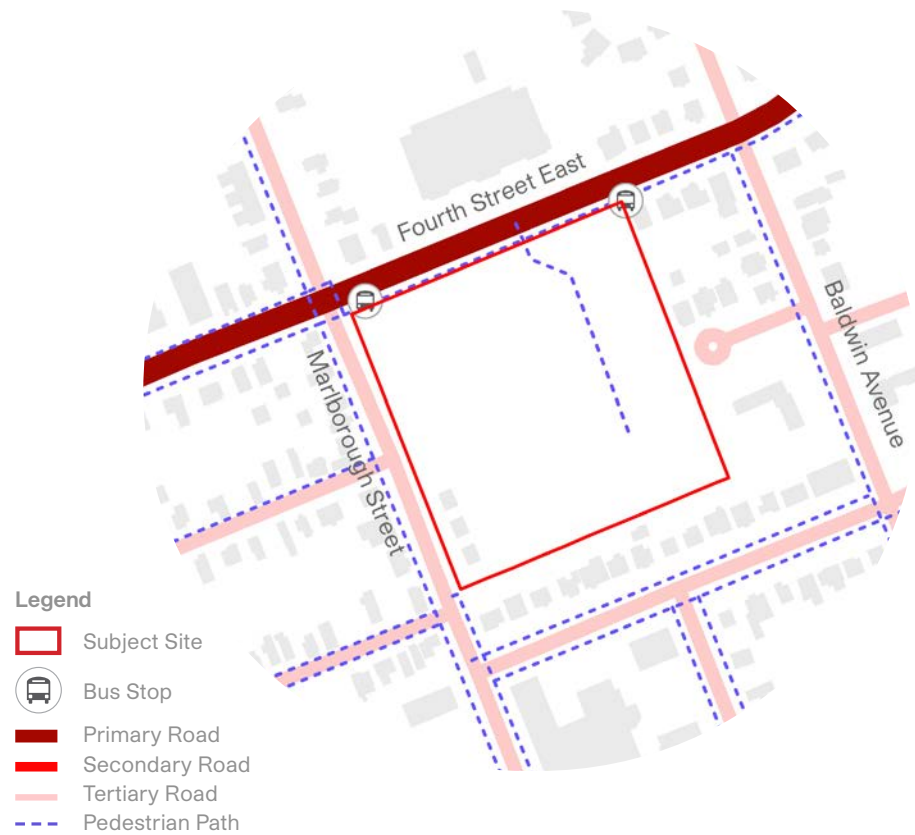 Fourth Street East
Marlborough Street
Baldwin Avenue
Legend
Subject Site
Bus Stop
Primary Road
Secondary Road
Tertiary Road
Pedestrian Path